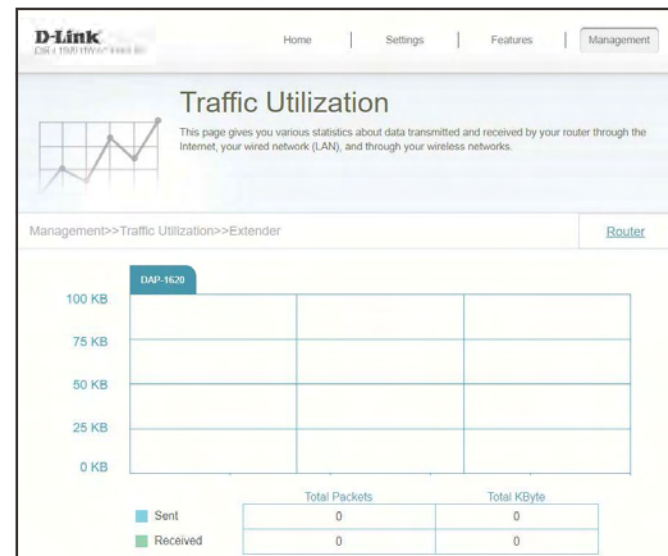 D-Link
Home | Settings | Features | Management
Traffic Utilization
This page gives you various statistics about data transmitted and received by your router through the
Internet, your wired network (LAN), and through your wireless networks.
Management>>Traffic Utilization>>Extender
Router
DAP-1620
100 KB
75 KB
50 KB
25 KB
0 KB
Total Packets Total KByte
Sent 0 0
Received 0 0